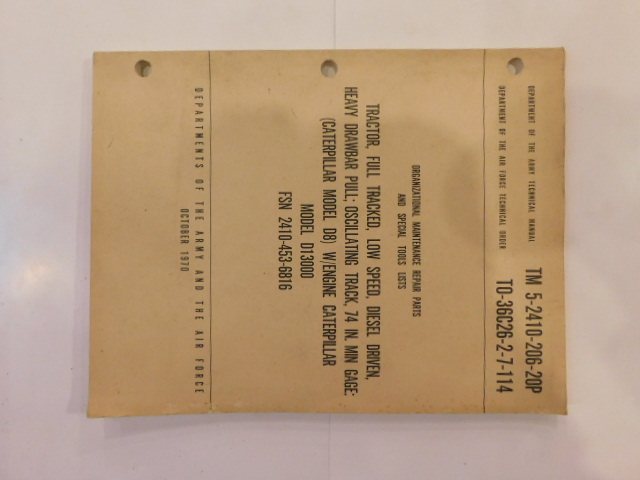 DEPARTMENT OF THE ARMY TECHNICAL MANUAL TM 5-2410-206-20P
DEPARTMENT OF THE AIR FORCE TECHNICAL ORDER TO-36C26-2-7-114
ORGANIZATIONAL MAINTENANCE REPAIR PARTS
AND SPECIAL TOOLS LISTS
TRACTOR, FULL TRACKED, LOW SPEED, DIESEL DRIVEN,
HEAVY DRAWBAR PULL; OSCILLATING TRACK, 74 IN. MIN GAGE;
(CATERPILLAR MODEL D8) W/ENGINE CATERPILLAR
MODEL D13000
FSN 2410-453-6816
DEPARTMENTS OF THE ARMY AND THE AIR FORCE
OCTOBER 1970